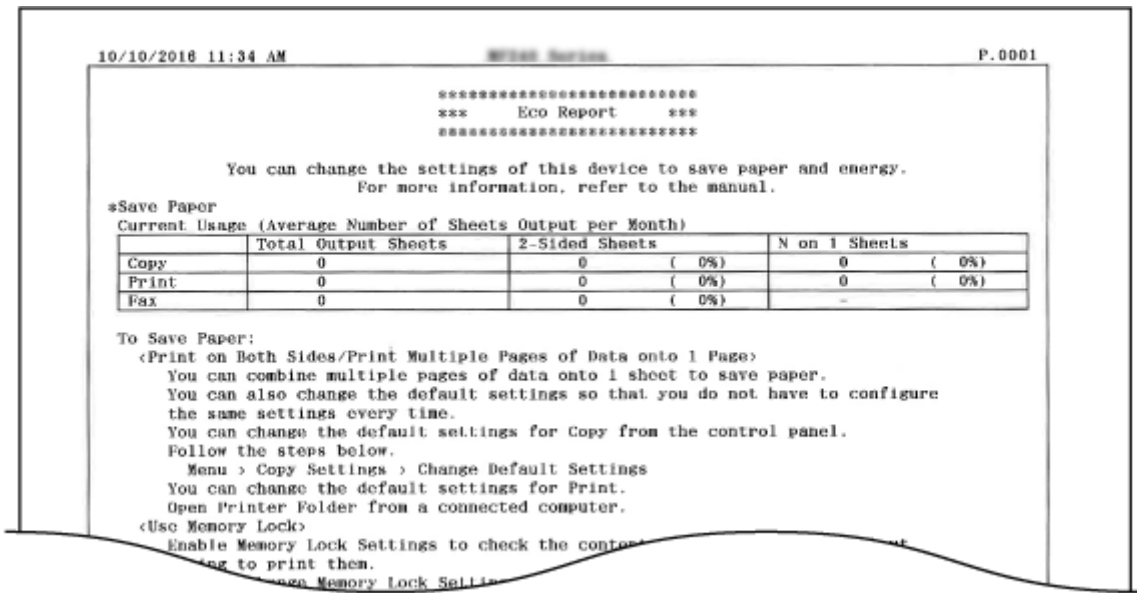 10/10/2016 11:34 AM P.0001
***************************
*** Eco Report ***
***************************
You can change the settings of this device to save paper and energy.
For more information, refer to the manual.
*Save Paper
Current Usage (Average Number of Sheets Output per Month)
Total Output Sheets 2-Sided Sheets N on 1 Sheets
Copy 0 0 ( 0%) 0 ( 0%)
Print 0 0 ( 0%) 0 ( 0%)
Fax 0 0 ( 0%) -
To Save Paper:
<Print on Both Sides/Print Multiple Pages of Data onto 1 Page>
You can combine multiple pages of data onto 1 sheet to save paper.
You can also change the default settings so that you do not have to configure
the same settings every time.
You can change the default settings for Copy from the control panel.
Follow the steps below.
Menu > Copy Settings > Change Default Settings
You can change the default settings for Print.
Open Printer Folder from a connected computer.
<Use Memory Lock>
Enable Memory Lock Settings to check the
to print them.
Memory Lock